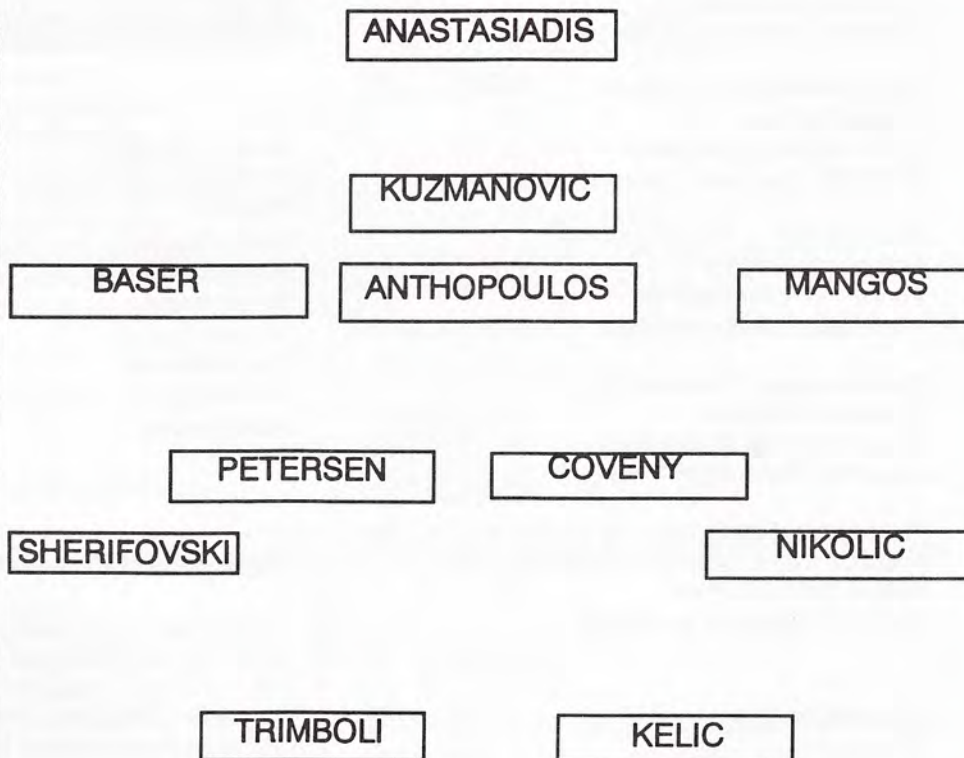 ANASTASIADIS
KUZMANOVIC
BASER
ANTHOPOULOS
MANGOS
PETERSEN
COVENY
SHERIFOVSKI
NIKOLIC
TRIMBOLI
KELIC